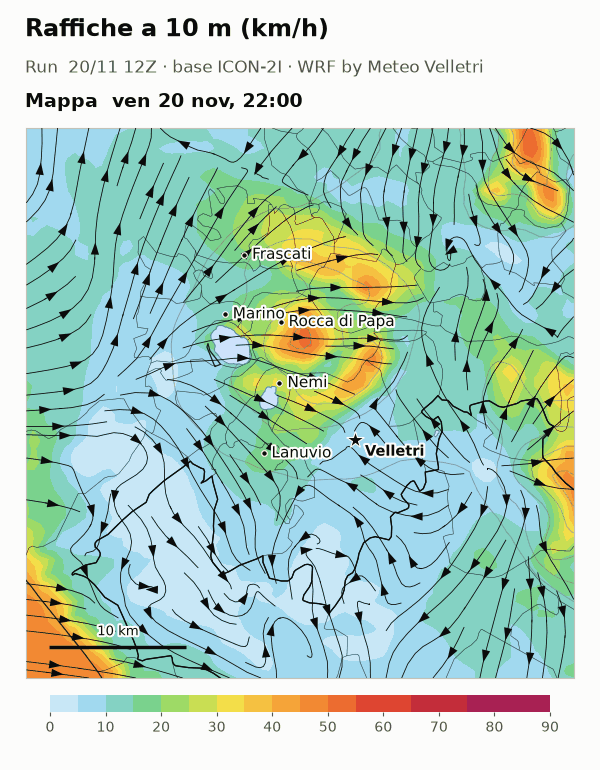 Raffiche a 10 m (km/h)
Run  20/11 12Z · base ICON-2I · WRF by Meteo Velletri
Mappa  ven 20 nov, 22:00
Frascati
Marino
Rocca di Papa
Nemi
Velletri
Lanuvio
10 km
0 10 20 30 40 50 60 70 80 90